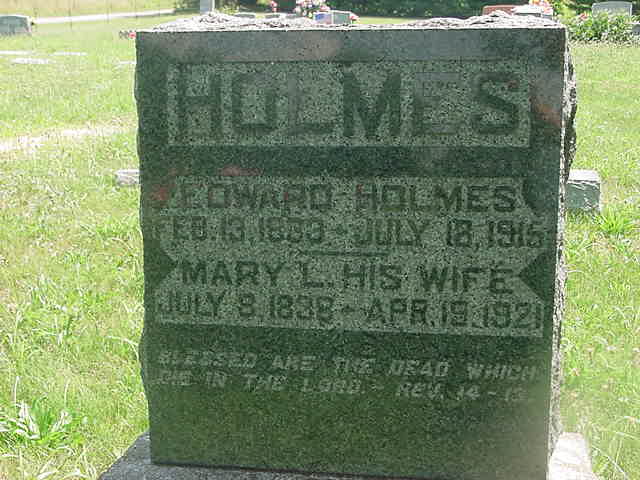 HOLMES
EDWARD HOLMES
FEB. 13, 1833 - JULY 18, 1915
MARY L. HIS WIFE
JULY 8, 1838 - APR. 19, 1921
BLESSED ARE THE DEAD WHICH
DIE IN THE LORD. - REV. 14-13